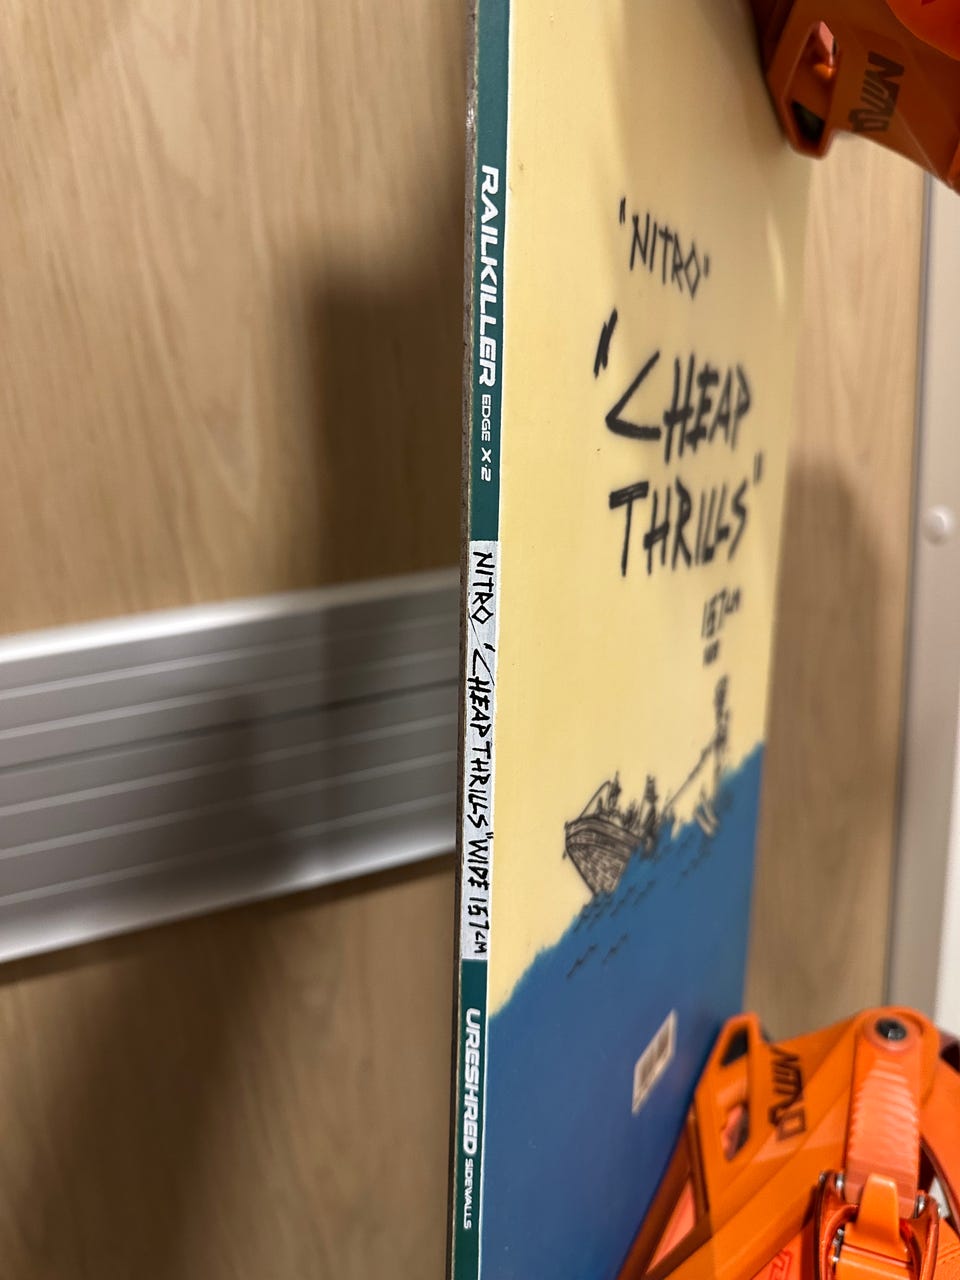 NITRO
"NITRO"
"CHEAP
THRILLS"
157cm
RAILKILLER EDGE X·2
NITRO "CHEAP THRILLS" WIDE 157cm
URESHRED SIDEWALLS
NITRO